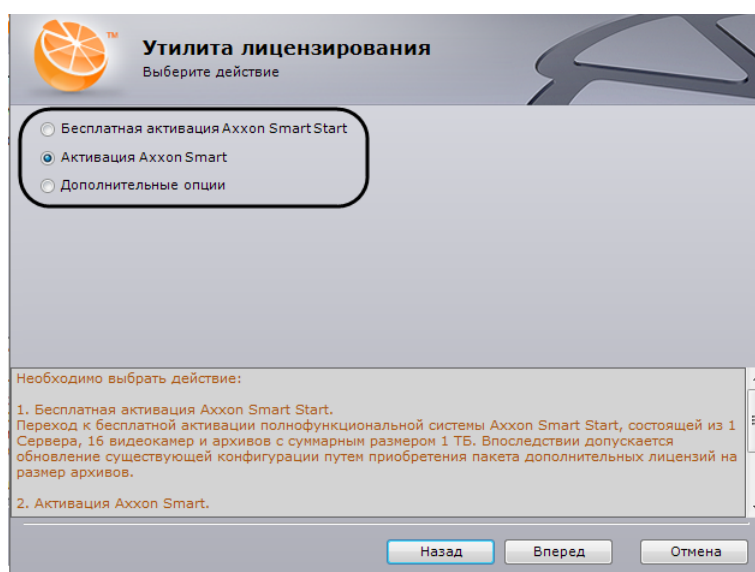 TM
Утилита лицензирования
Выберите действие
Бесплатная активация Axxon Smart Start
Активация Axxon Smart
Дополнительные опции
Необходимо выбрать действие:
1. Бесплатная активация Axxon Smart Start.
Переход к бесплатной активации полнофункциональной системы Axxon Smart Start, состоящей из 1
Сервера, 16 видеокамер и архивов с суммарным размером 1 ТБ. Впоследствии допускается
обновление существующей конфигурации путем приобретения пакета дополнительных лицензий на
размер архивов.
2. Активация Axxon Smart.
Назад
Вперед
Отмена